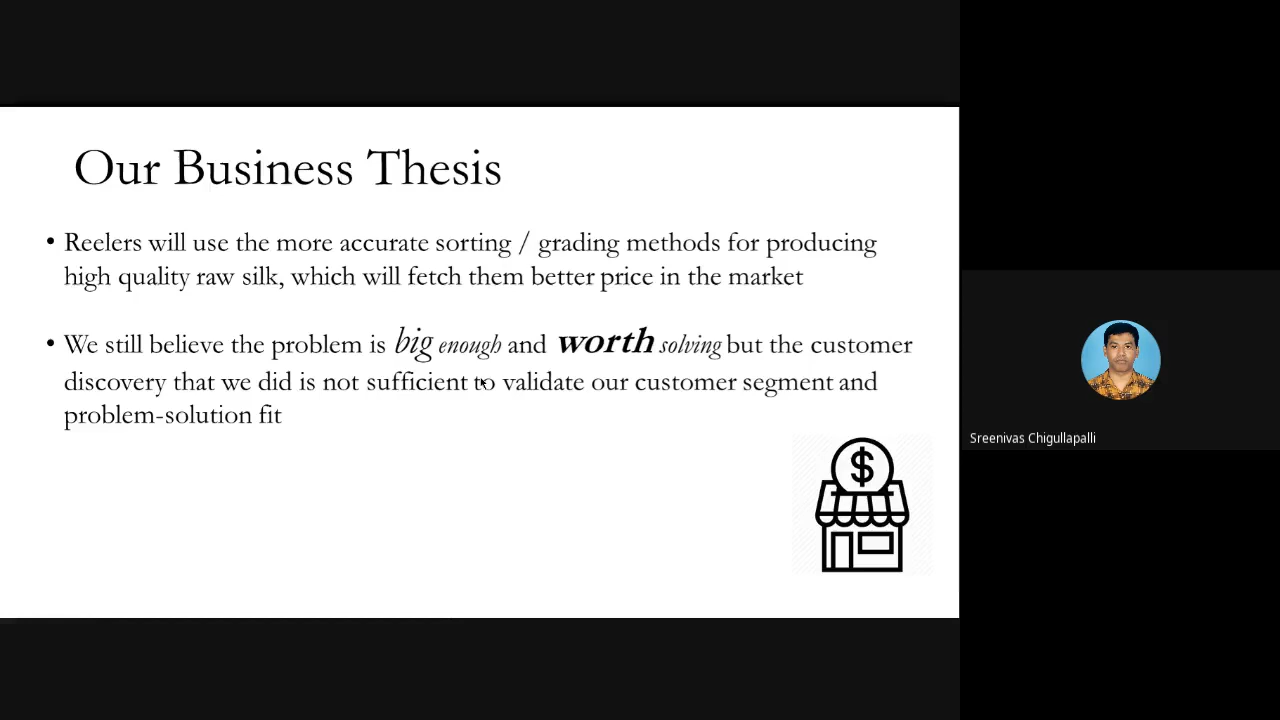 Our Business Thesis
• Reelers will use the more accurate sorting / grading methods for producing
high quality raw silk, which will fetch them better price in the market
• We still believe the problem is big enough and worth solving but the customer
discovery that we did is not sufficient to validate our customer segment and
problem-solution fit
$
Sreenivas Chigullapalli